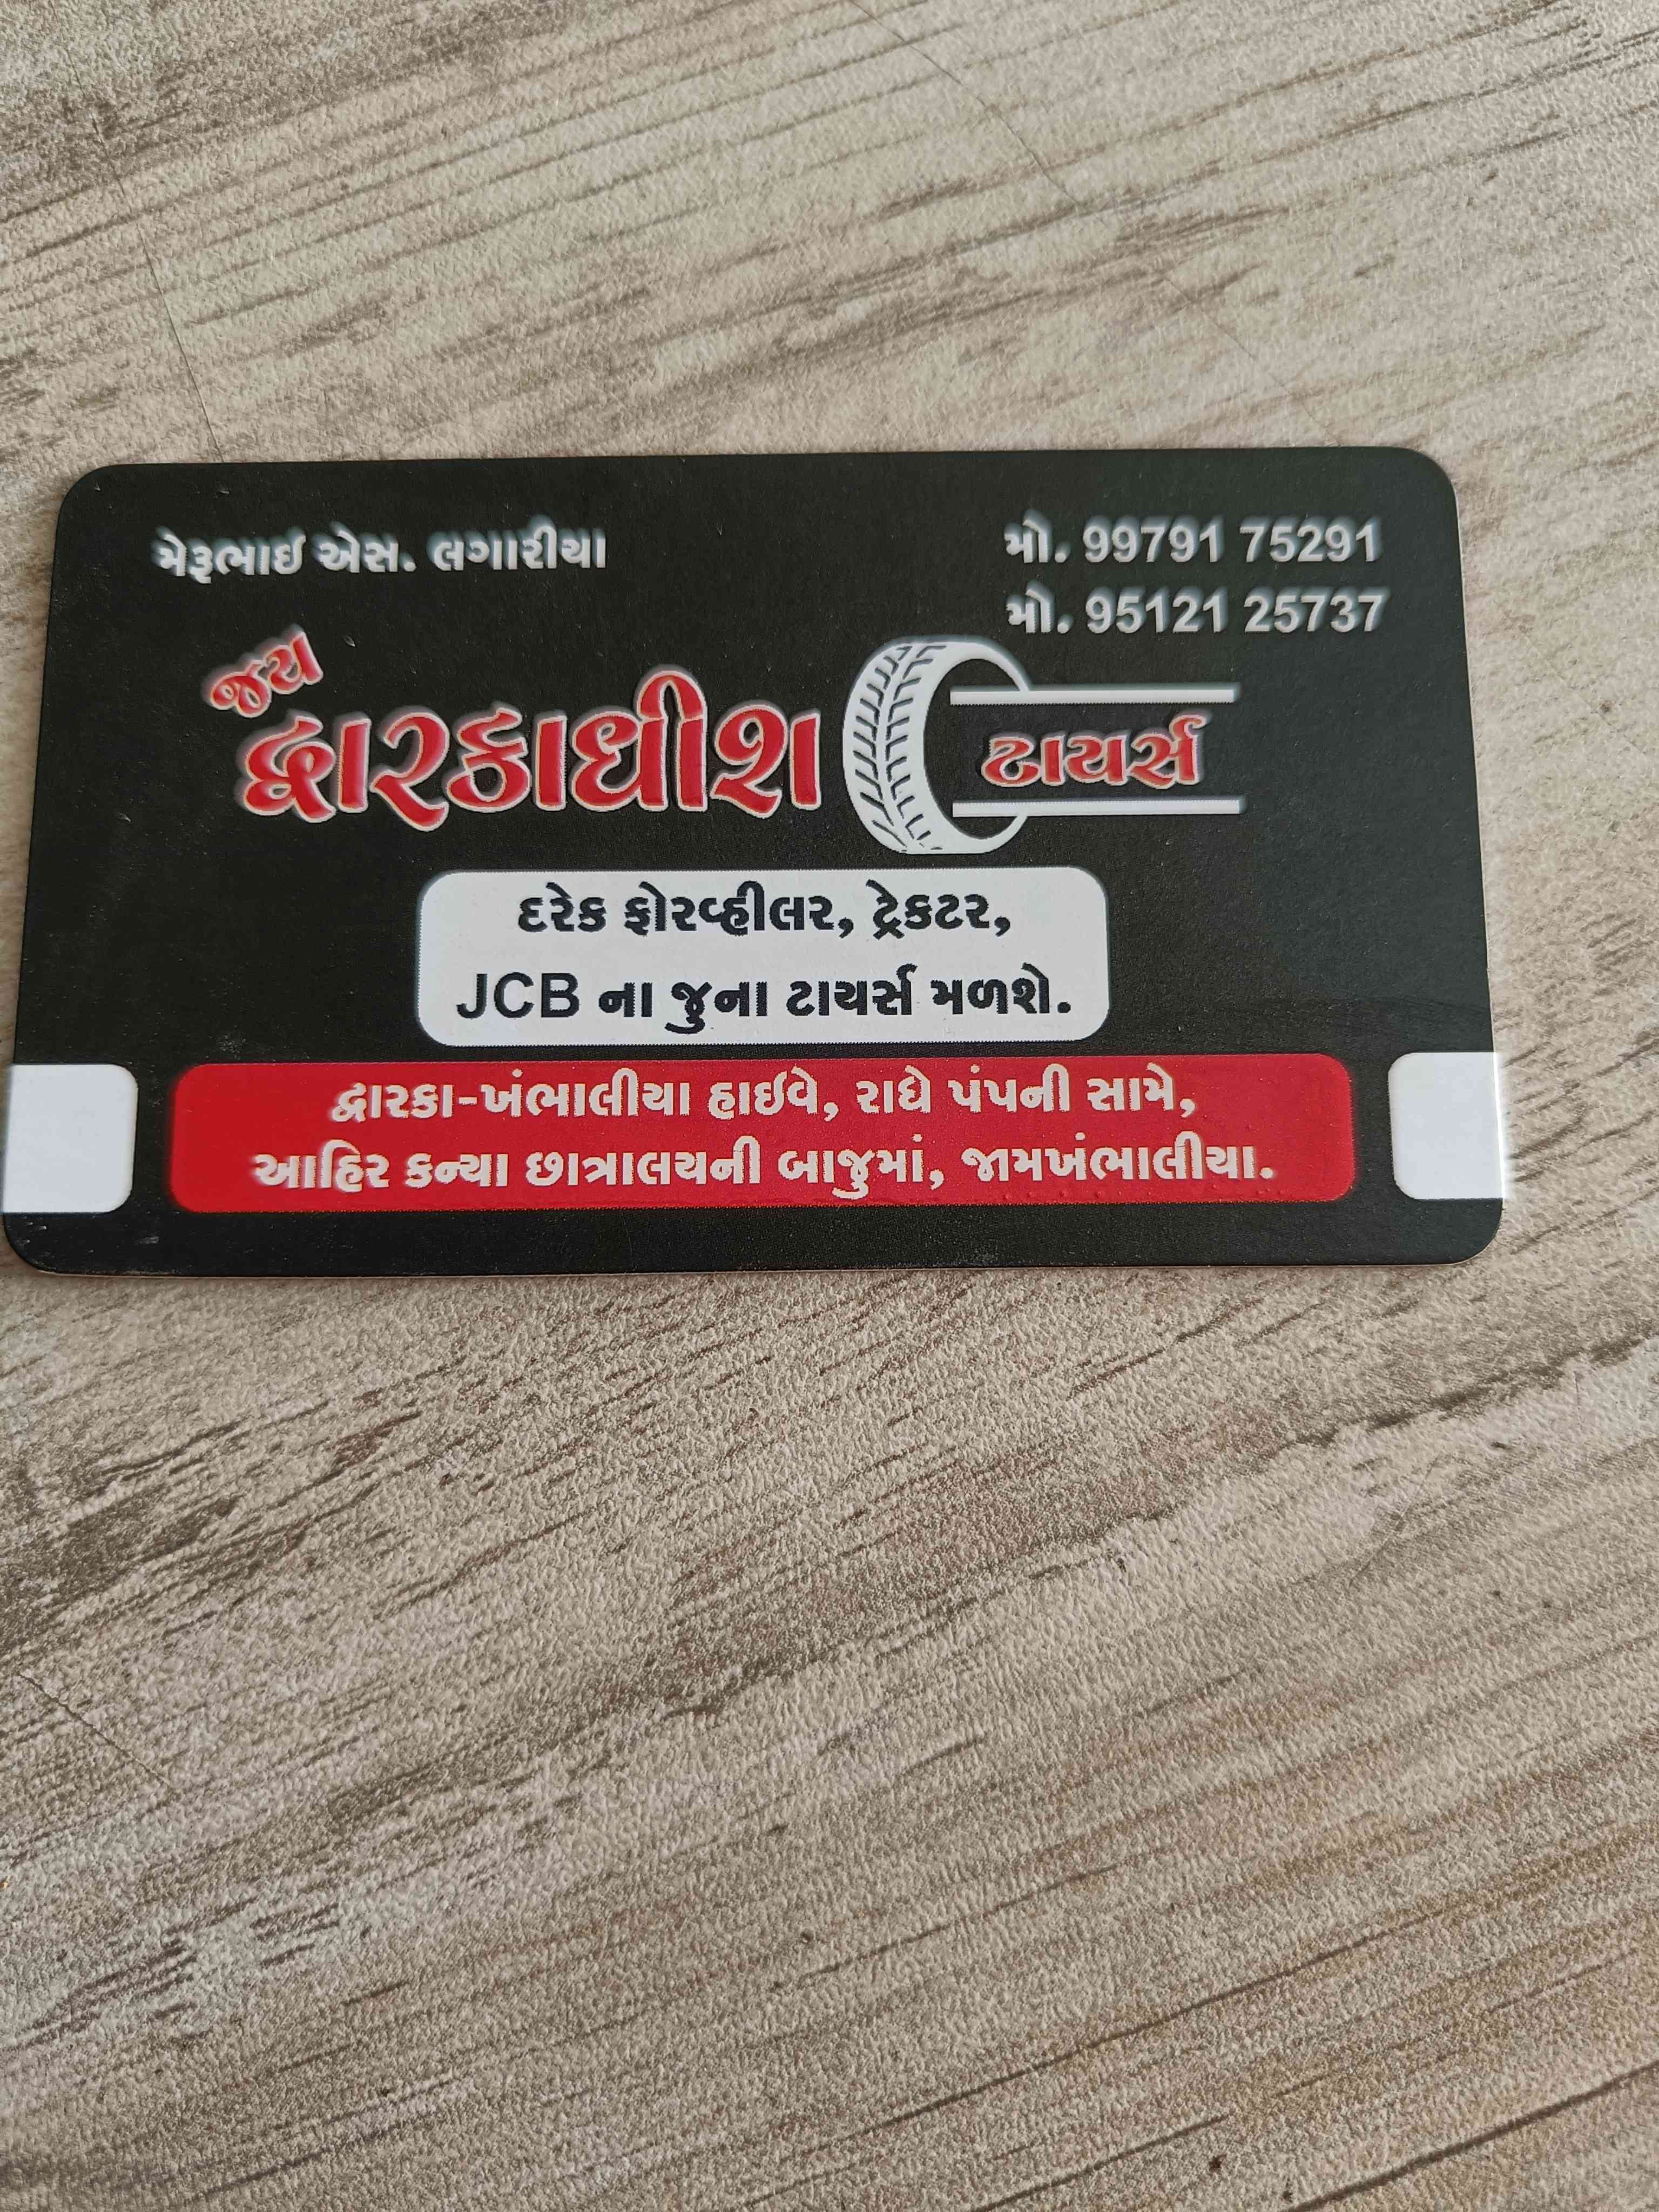 મેરૂભાઈ એસ. લગારીયા
મો. 99791 75291
મો. 95121 25737
જય
દ્વારકાધીશ ટાયર્સ
દરેક ફોરવ્હીલર, ટ્રેકટર,
JCB ના જુના ટાયર્સ મળશે.
દ્વારકા-ખંભાલીયા હાઈવે, રાધે પંપની સામે,
આહિર કન્યા છાત્રાલયની બાજુમાં, જામખંભાલીયા.